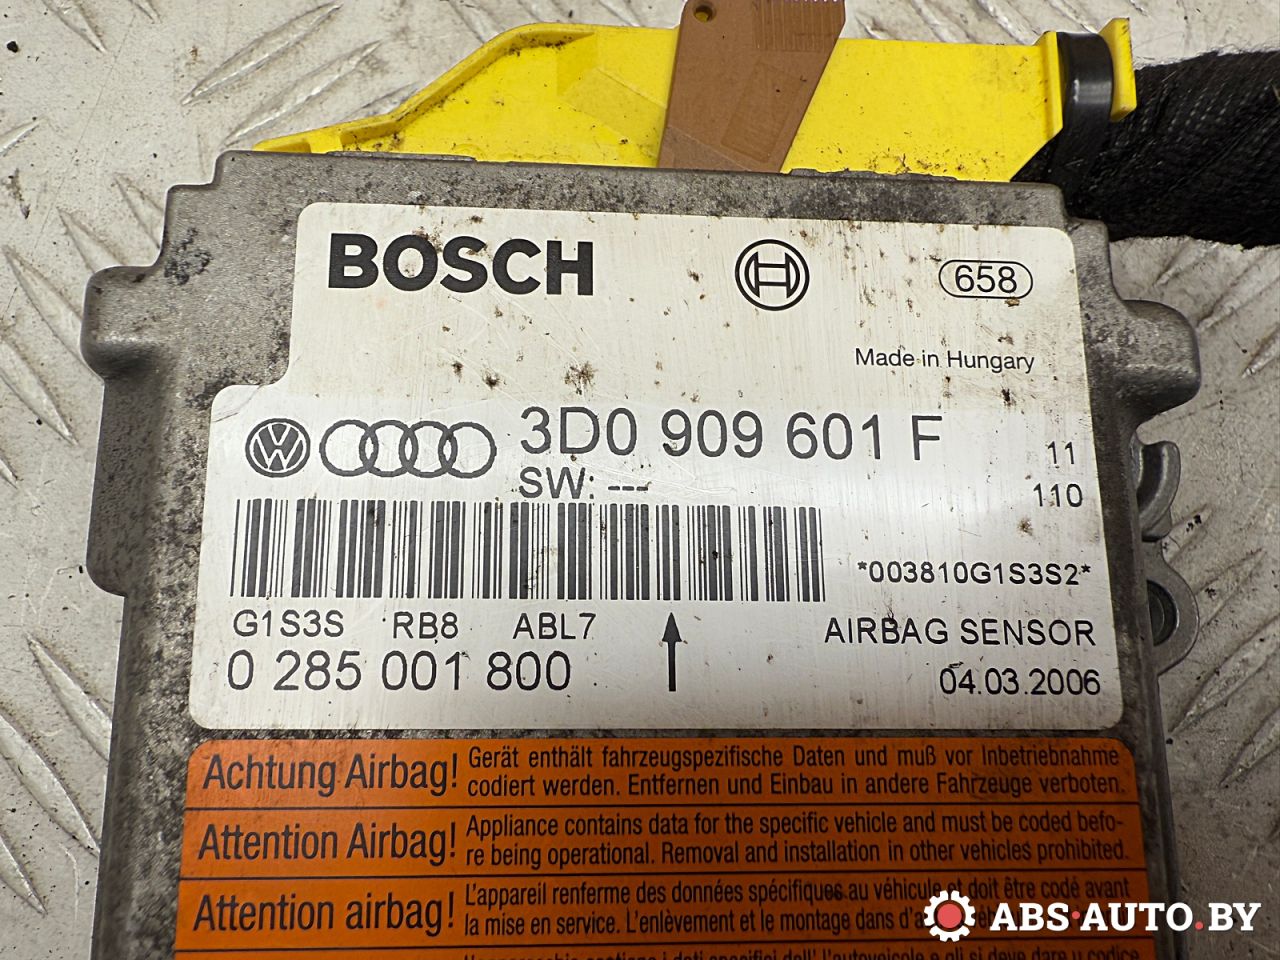 BOSCH
658
Made in Hungary
3D0 909 601 F
11
SW: ---
110
*003810G1S3S2*
G1S3S RB8 ABL7
AIRBAG SENSOR
0 285 001 800
04.03.2006
Achtung Airbag!
Gerät enthält fahrzeugspezifische Daten und muß vor Inbetriebnahme
codiert werden. Entfernen und Einbau in andere Fahrzeuge verboten.
Attention Airbag!
Appliance contains data for the specific vehicle and must be coded befo-
re being operational. Removal and installation in other vehicles prohibited.
Attention airbag!
L'appareil renferme des données spécifiques au véhicule et doit être codé avant
la mise en service. L'enlèvement et le montage dans
ABS·AUTO.BY